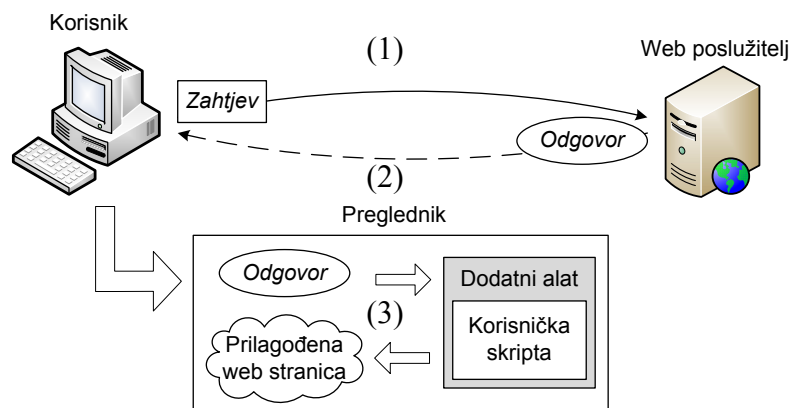 Korisnik
(1)
Web poslužitelj
Zahtjev
Odgovor
(2)
Preglednik
Odgovor
Dodatni alat
(3)
Korisnička
skripta
Prilagođena
web stranica